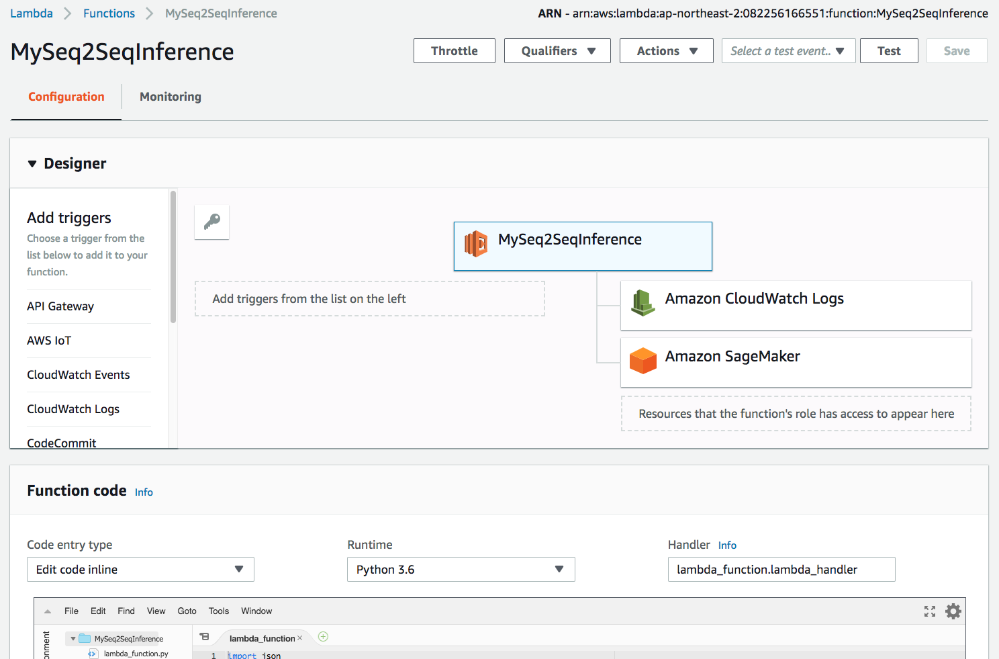 Lambda > Functions > MySeq2SeqInference
ARN - arn:aws:lambda:ap-northeast-2:082256166551:function:MySeq2SeqInference
MySeq2SeqInference
Throttle
Qualifiers
Actions
Select a test event..
Test
Save
Configuration
Monitoring
Designer
Add triggers
Choose a trigger from the
list below to add it to your
function.
API Gateway
AWS IoT
CloudWatch Events
CloudWatch Logs
CodeCommit
MySeq2SeqInference
Add triggers from the list on the left
Amazon CloudWatch Logs
Amazon SageMaker
Resources that the function's role has access to appear here
Function code Info
Code entry type
Edit code inline
Runtime
Python 3.6
Handler Info
lambda_function.lambda_handler
File Edit Find View Goto Tools Window
MySeq2SeqInference
lambda_function.py
lambda_function ×
1 import json